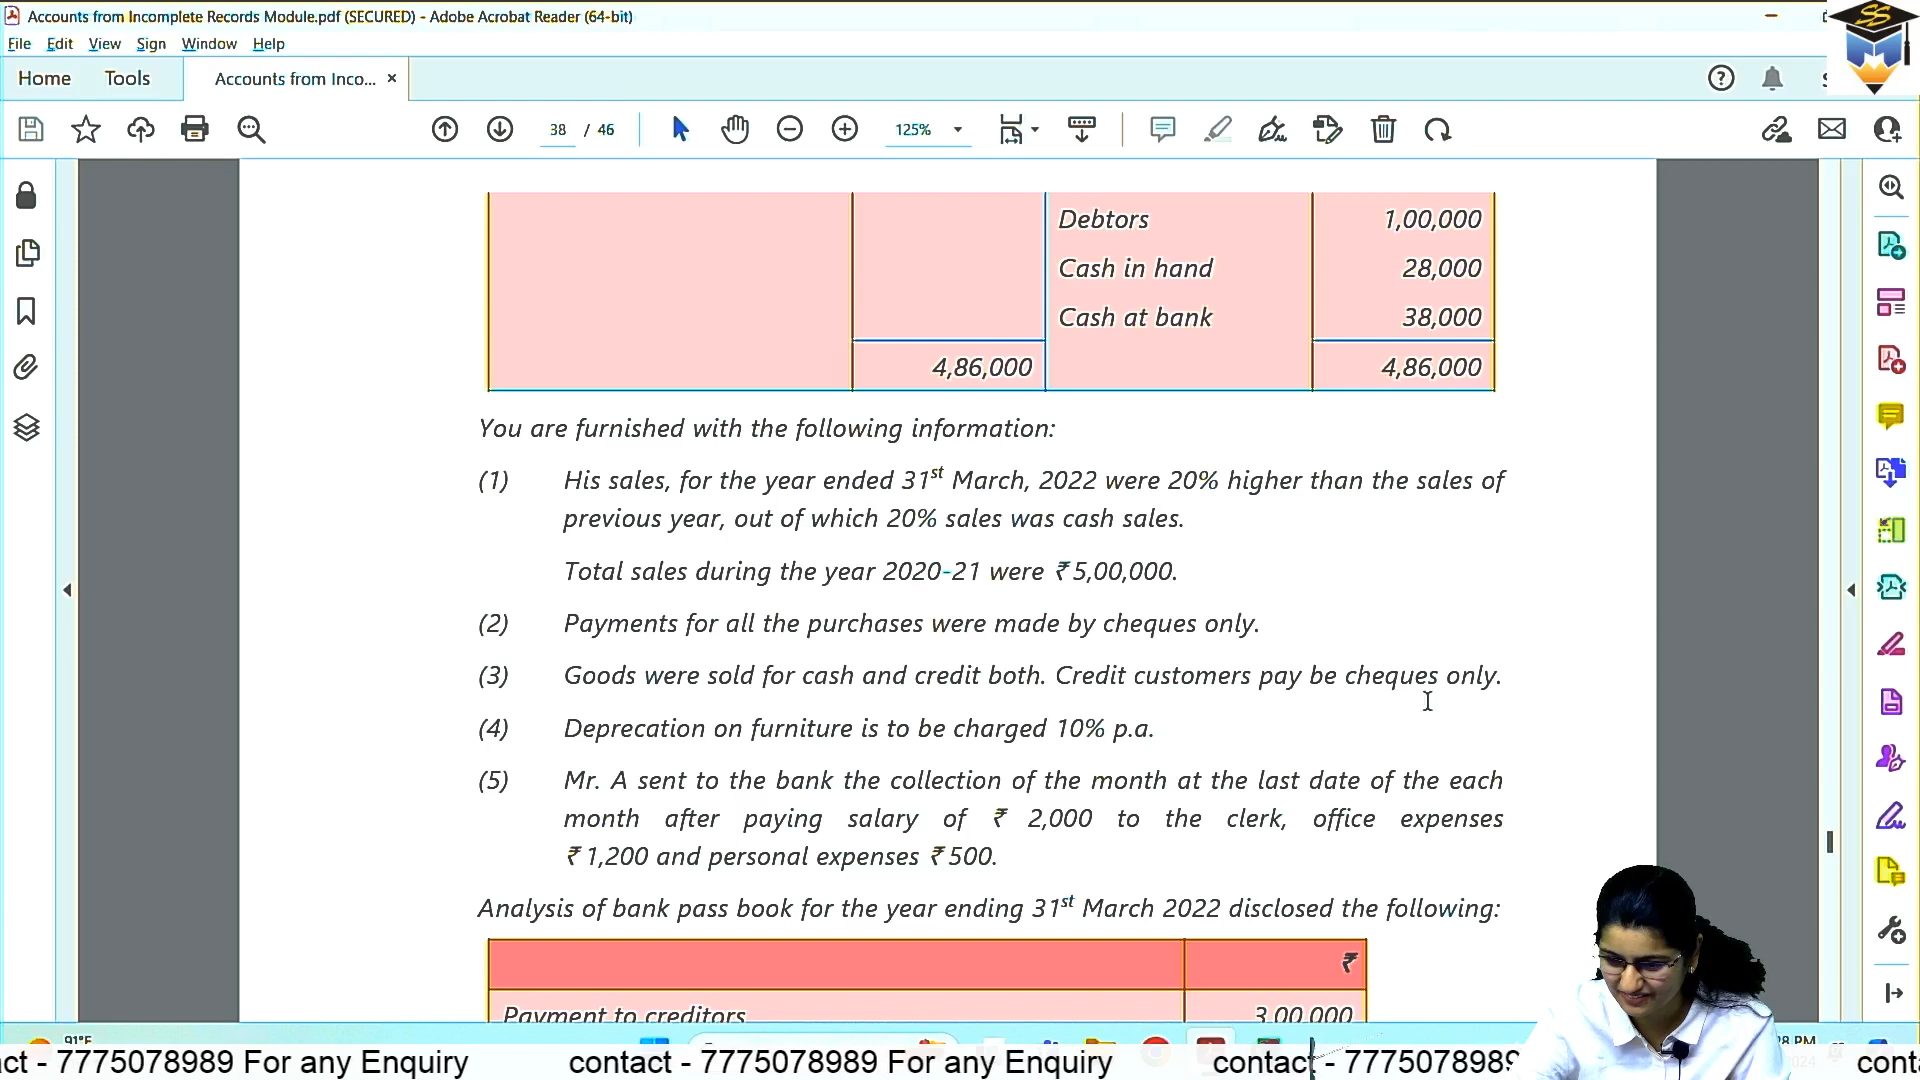 Accounts from Incomplete Records Module.pdf (SECURED) - Adobe Acrobat Reader (64-bit)
File Edit View Sign Window Help
Home Tools Accounts from Inco... ×
38 / 46 125%
SS
Debtors 1,00,000
Cash in hand 28,000
Cash at bank 38,000
4,86,000 4,86,000
You are furnished with the following information:
(1) His sales, for the year ended 31st March, 2022 were 20% higher than the sales of
previous year, out of which 20% sales was cash sales.
Total sales during the year 2020-21 were ₹ 5,00,000.
(2) Payments for all the purchases were made by cheques only.
(3) Goods were sold for cash and credit both. Credit customers pay be cheques only.
(4) Deprecation on furniture is to be charged 10% p.a.
(5) Mr. A sent to the bank the collection of the month at the last date of the each
month after paying salary of ₹ 2,000 to the clerk, office expenses
₹ 1,200 and personal expenses ₹ 500.
Analysis of bank pass book for the year ending 31st March 2022 disclosed the following:
₹
Payment to creditors 3,00,000
91°F
act - 7775078989 For any Enquiry contact - 7775078989 For any Enquiry contact - 7775078989 cont